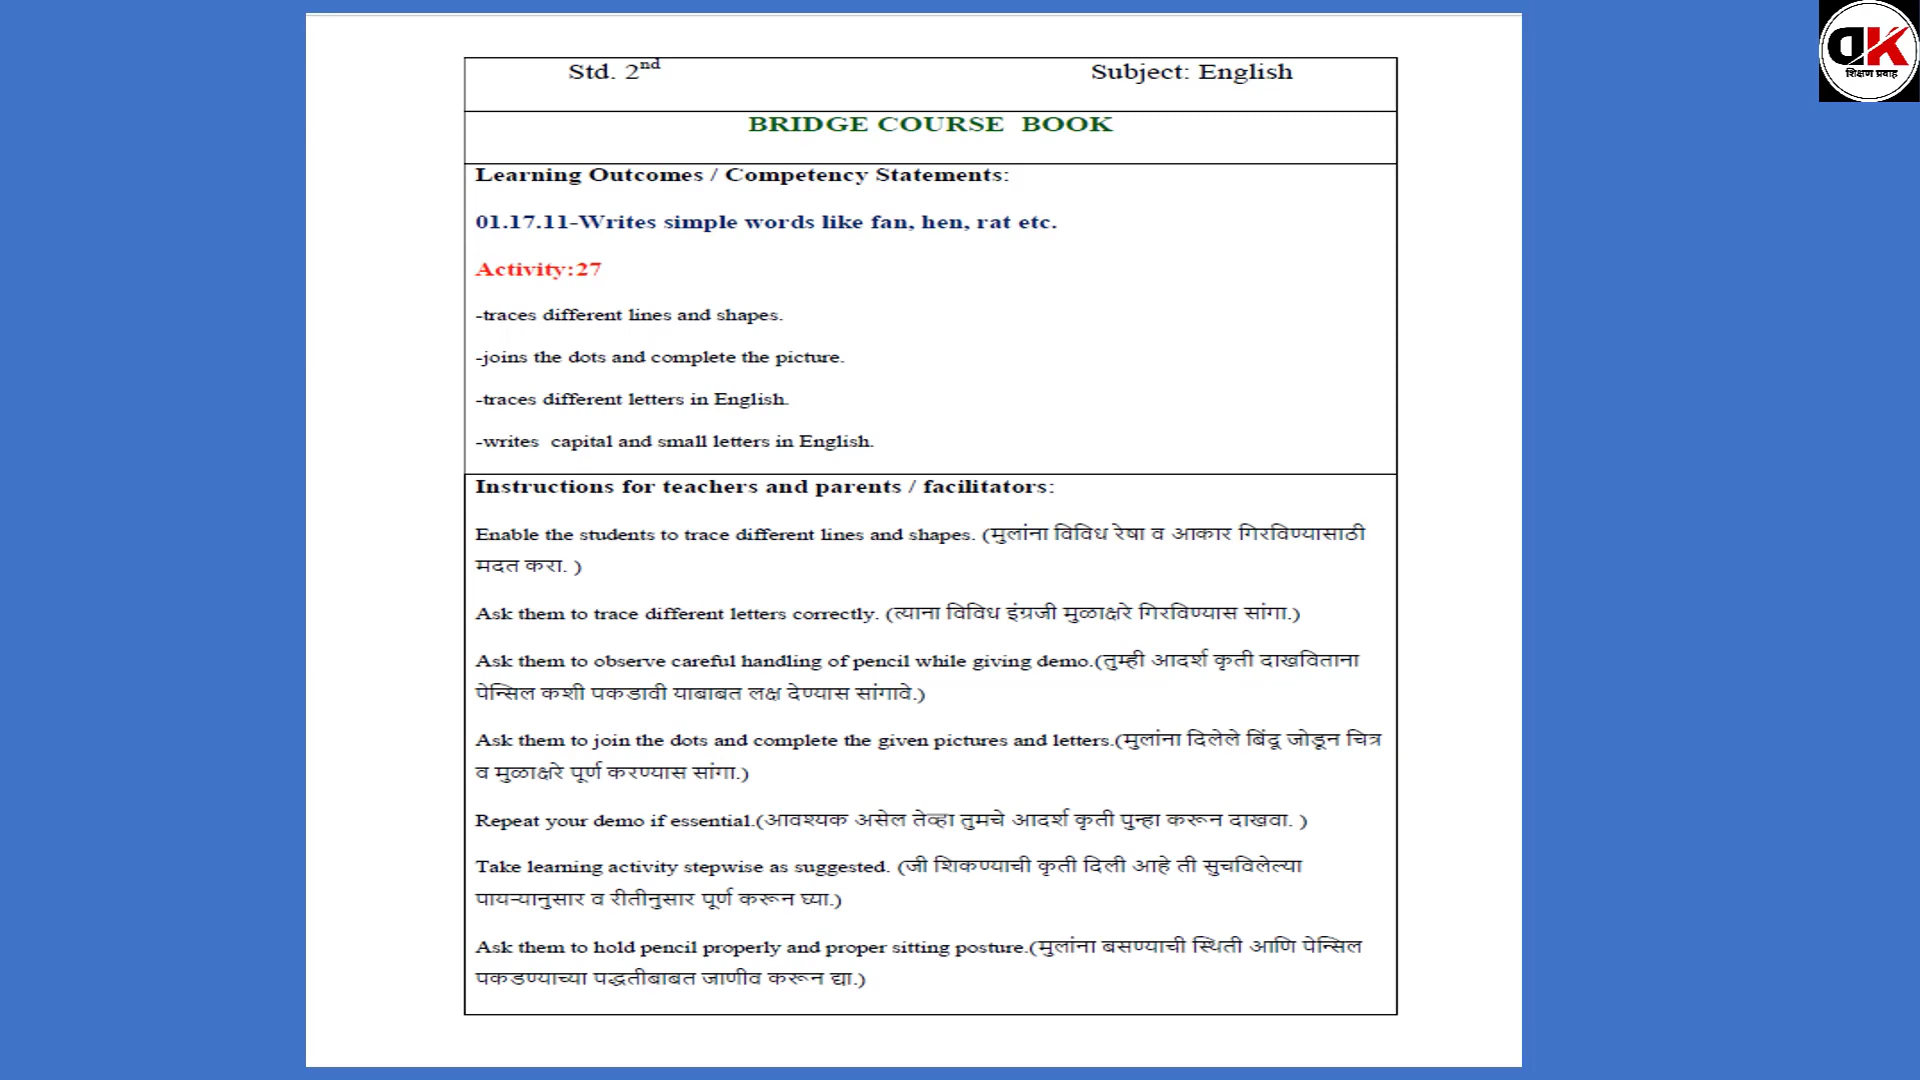 Std. 2nd Subject: English
BRIDGE COURSE BOOK
Learning Outcomes / Competency Statements:
01.17.11-Writes simple words like fan, hen, rat etc.
Activity:27
-traces different lines and shapes.
-joins the dots and complete the picture.
-traces different letters in English.
-writes capital and small letters in English.
Instructions for teachers and parents / facilitators:
Enable the students to trace different lines and shapes. (मुलांना विविध रेषा व आकार गिरविण्यासाठी
मदत करा. )
Ask them to trace different letters correctly. (त्याना विविध इंग्रजी मुळाक्षरे गिरविण्यास सांगा.)
Ask them to observe careful handling of pencil while giving demo.(तुम्ही आदर्श कृती दाखविताना
पेन्सिल कशी पकडावी याबाबत लक्ष देण्यास सांगावे.)
Ask them to join the dots and complete the given pictures and letters.(मुलांना दिलेले बिंदू जोडून चित्र
व मुळाक्षरे पूर्ण करण्यास सांगा.)
Repeat your demo if essential.(आवश्यक असेल तेव्हा तुमचे आदर्श कृती पुन्हा करून दाखवा. )
Take learning activity stepwise as suggested. (जी शिकण्याची कृती दिली आहे ती सुचविलेल्या
पायऱ्यानुसार व रीतीनुसार पूर्ण करून घ्या.)
Ask them to hold pencil properly and proper sitting posture.(मुलांना बसण्याची स्थिती आणि पेन्सिल
पकडण्याच्या पद्धतीबाबत जाणीव करून द्या.)
DK
शिक्षण प्रवाह